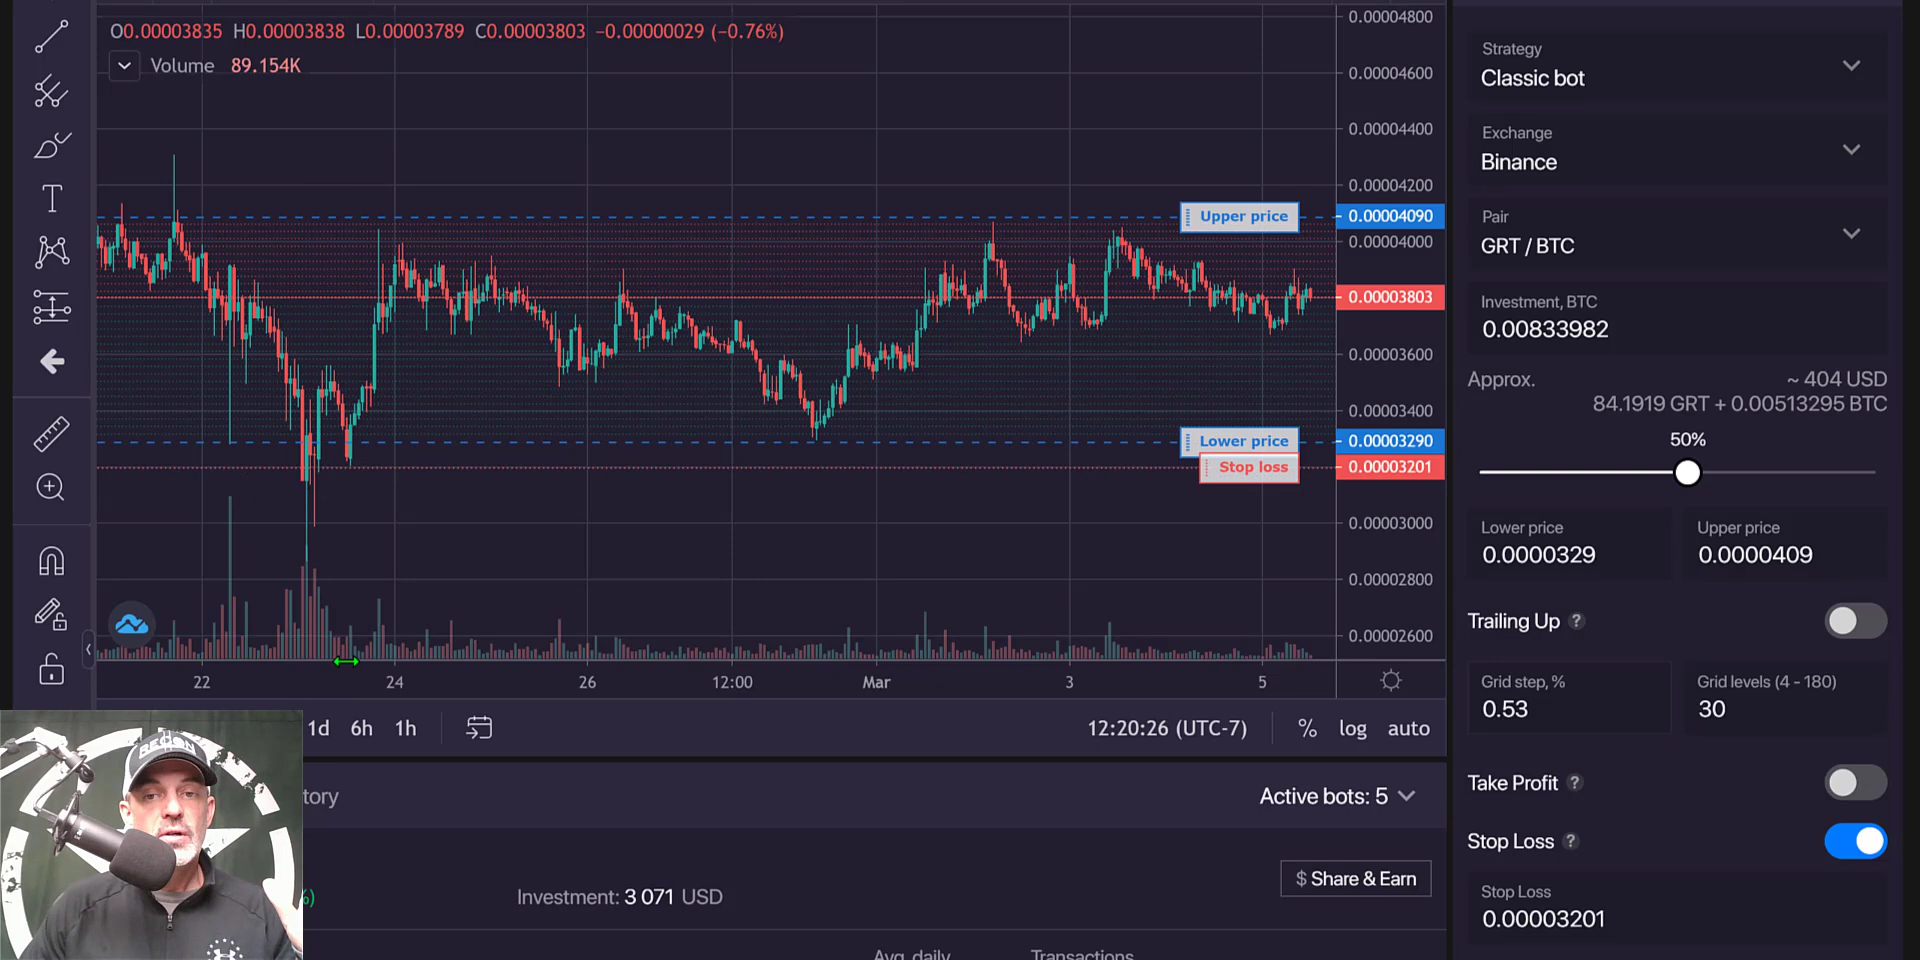 O0.00003835 H0.00003838 L0.00003789 C0.00003803 −0.00000029 (−0.76%)
Volume 89.154K
0.00004800
0.00004600
0.00004400
0.00004200
Upper price 0.00004090
0.00004000
0.00003803
0.00003600
0.00003400
Lower price 0.00003290
Stop loss 0.00003201
0.00003000
0.00002800
0.00002600
22 24 26 12:00 Mar 3 5
1d 6h 1h
12:20:26 (UTC-7) % log auto
tory
Active bots: 5
%)
Investment: 3 071 USD
$ Share & Earn
Avg. daily Transactions
RECON
Strategy
Classic bot
Exchange
Binance
Pair
GRT / BTC
Investment, BTC
0.00833982
Approx. ~ 404 USD
84.1919 GRT + 0.00513295 BTC
50%
Lower price Upper price
0.0000329 0.0000409
Trailing Up ?
Grid step, % Grid levels (4 - 180)
0.53 30
Take Profit ?
Stop Loss ?
Stop Loss
0.00003201